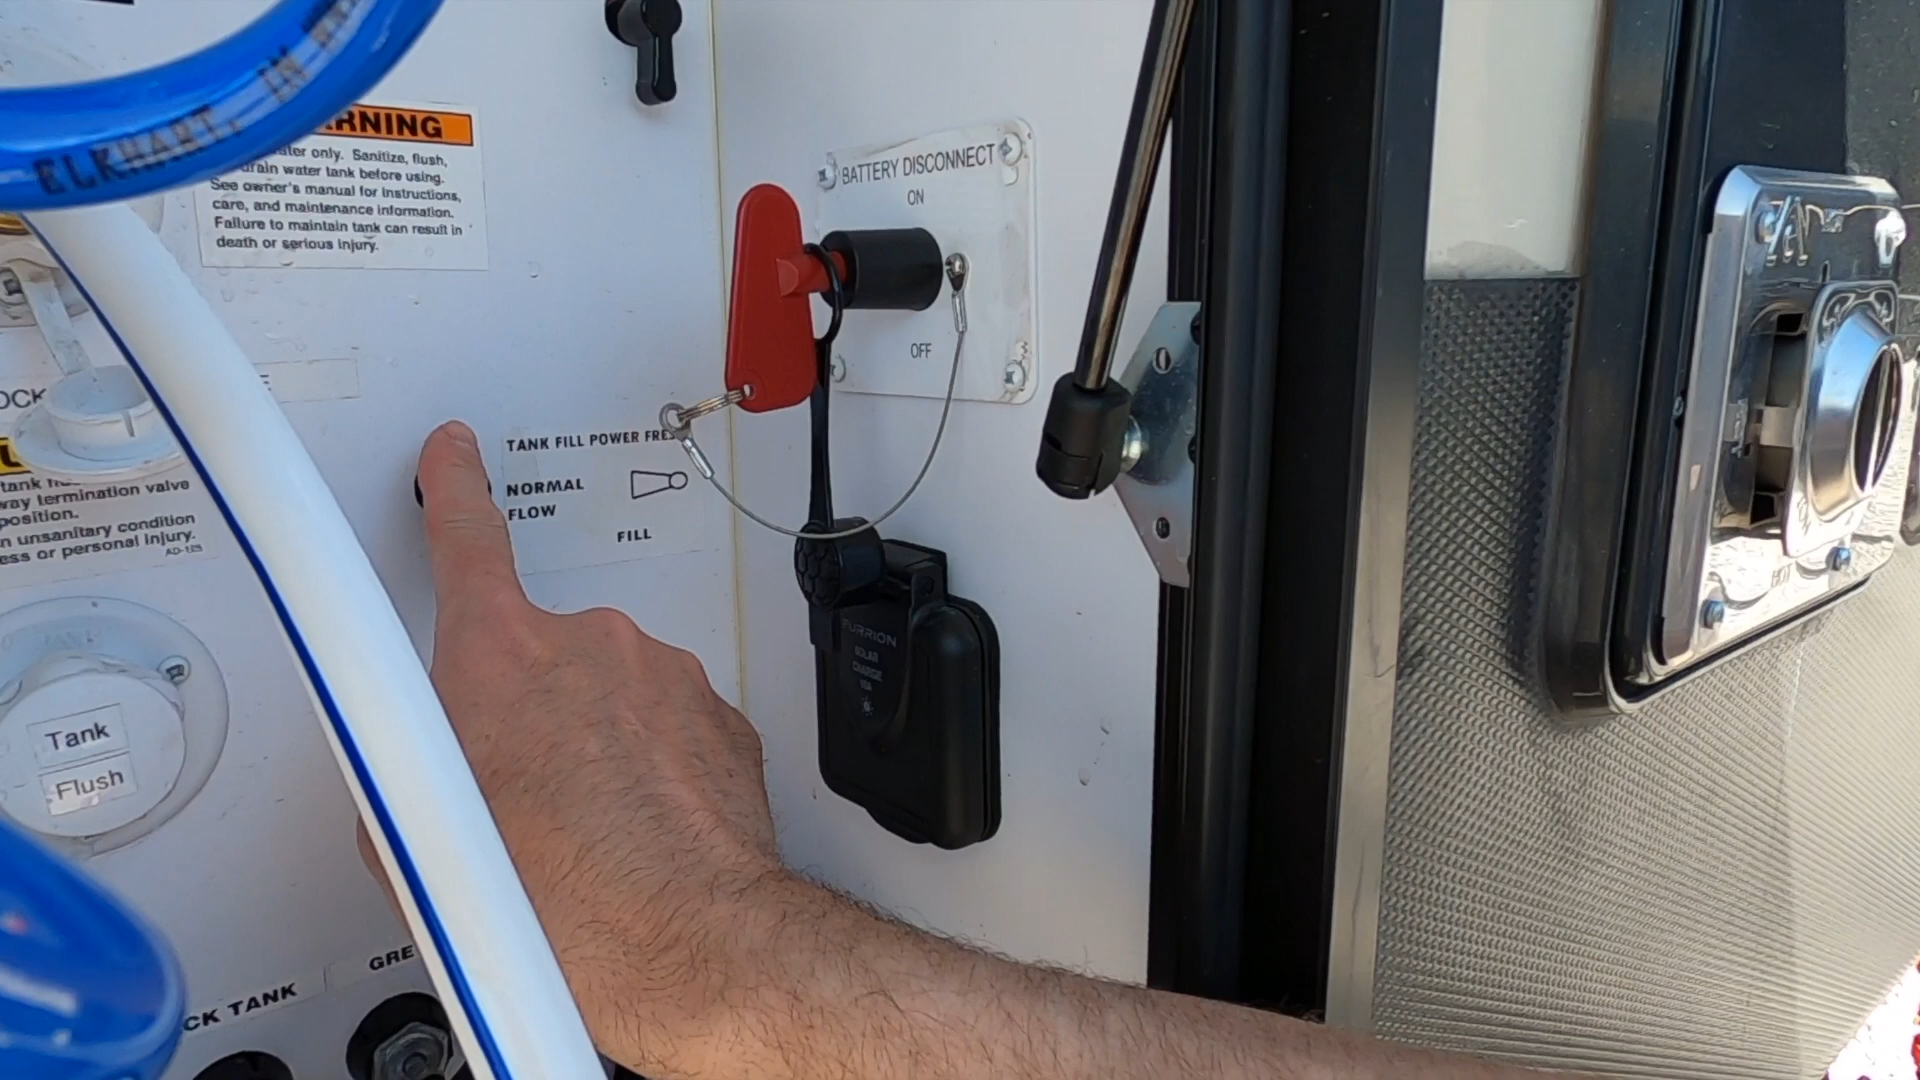 ELKHART, IN
RNING
ater only. Sanitize, flush,
drain water tank before using.
See owner's manual for instructions,
care, and maintenance information.
Failure to maintain tank can result in
death or serious injury.
BATTERY DISCONNECT
ON
OFF
TANK FILL POWER FRE
NORMAL
FLOW
FILL
tank
way termination valve
position.
n unsanitary condition
ess or personal injury.
FURRION
SOLAR
CHARGE
Tank
Flush
GRE
CK TANK